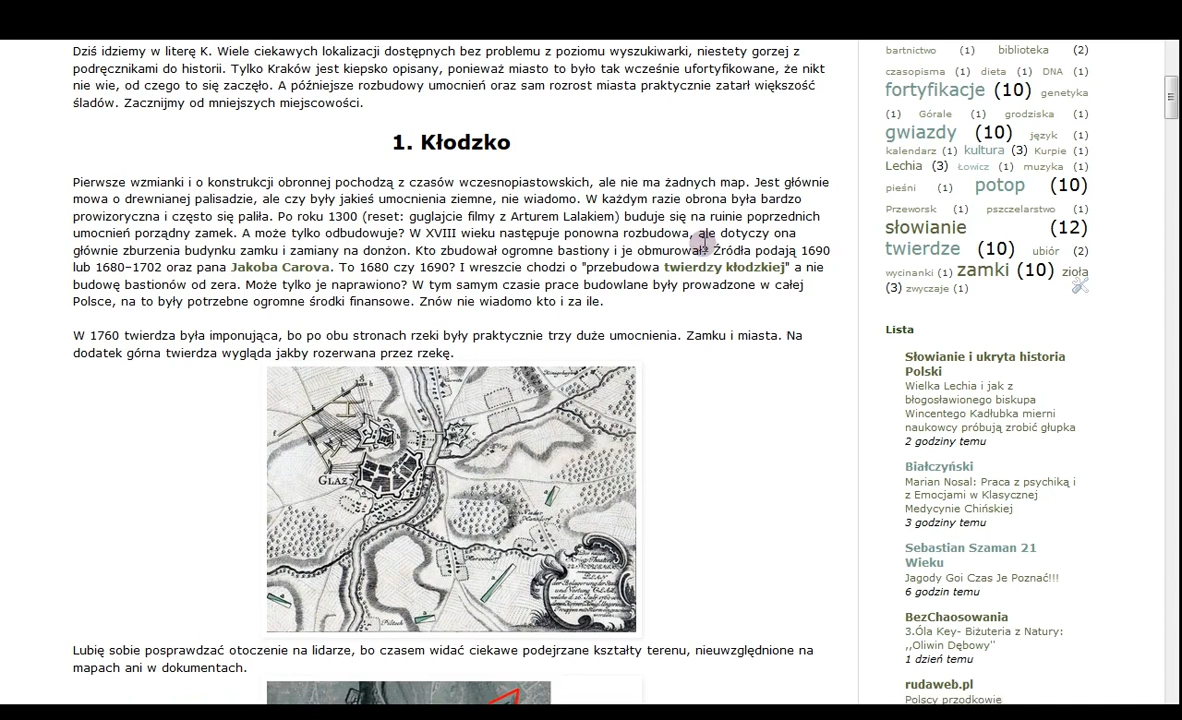 Dziś idziemy w literę K. Wiele ciekawych lokalizacji dostępnych bez problemu z poziomu wyszukiwarki, niestety gorzej z
podręcznikami do historii. Tylko Kraków jest kiepsko opisany, ponieważ miasto to było tak wcześnie ufortyfikowane, że nikt
nie wie, od czego to się zaczęło. A późniejsze rozbudowy umocnień oraz sam rozrost miasta praktycznie zatarł większość
śladów. Zacznijmy od mniejszych miejscowości.
1. Kłodzko
Pierwsze wzmianki i o konstrukcji obronnej pochodzą z czasów wczesnopiastowskich, ale nie ma żadnych map. Jest głównie
mowa o drewnianej palisadzie, ale czy były jakieś umocnienia ziemne, nie wiadomo. W każdym razie obrona była bardzo
prowizoryczna i często się paliła. Po roku 1300 (reset: guglajcie filmy z Arturem Lalakiem) buduje się na ruinie poprzednich
umocnień porządny zamek. A może tylko odbudowuje? W XVIII wieku następuje ponowna rozbudowa, ale dotyczy ona
głównie zburzenia budynku zamku i zamiany na donżon. Kto zbudował ogromne bastiony i je obmurował? Źródła podają 1690
lub 1680-1702 oraz pana Jakoba Carova. To 1680 czy 1690? I wreszcie chodzi o "przebudowa twierdzy kłodzkiej" a nie
budowę bastionów od zera. Może tylko je naprawiono? W tym samym czasie prace budowlane były prowadzone w całej
Polsce, na to były potrzebne ogromne środki finansowe. Znów nie wiadomo kto i za ile.
W 1760 twierdza była imponująca, bo po obu stronach rzeki były praktycznie trzy duże umocnienia. Zamku i miasta. Na
dodatek górna twierdza wygląda jakby rozerwana przez rzekę.
GLAZ
Lubię sobie posprawdzać otoczenie na lidarze, bo czasem widać ciekawe podejrzane kształty terenu, nieuwzględnione na
mapach ani w dokumentach.
bartnictwo (1) biblioteka (2)
czasopisma (1) dieta (1) DNA (1)
fortyfikacje (10) genetyka
(1) Górale (1) grodziska (1)
gwiazdy (10) język (1)
kalendarz (1) kultura (3) Kurpie (1)
Lechia (3) Łowicz (1) muzyka (1)
pieśni (1) potop (10)
Przeworsk (1) pszczelarstwo (1)
słowianie (12)
twierdze (10) ubiór (2)
wycinanki (1) zamki (10) zioła
(3) zwyczaje (1)
Lista
Słowianie i ukryta historia
Polski
Wielka Lechia i jak z
błogosławionego biskupa
Wincentego Kadłubka mierni
naukowcy próbują zrobić głupka
2 godziny temu
Białczyński
Marian Nosal: Praca z psychiką i
z Emocjami w Klasycznej
Medycynie Chińskiej
3 godziny temu
Sebastian Szaman 21
Wieku
Jagody Goi Czas Je Poznać!!!
6 godzin temu
BezChaosowania
3.Óla Key- Biżuteria z Natury:
,,Oliwin Dębowy''
1 dzień temu
rudaweb.pl
Polscy przodkowie